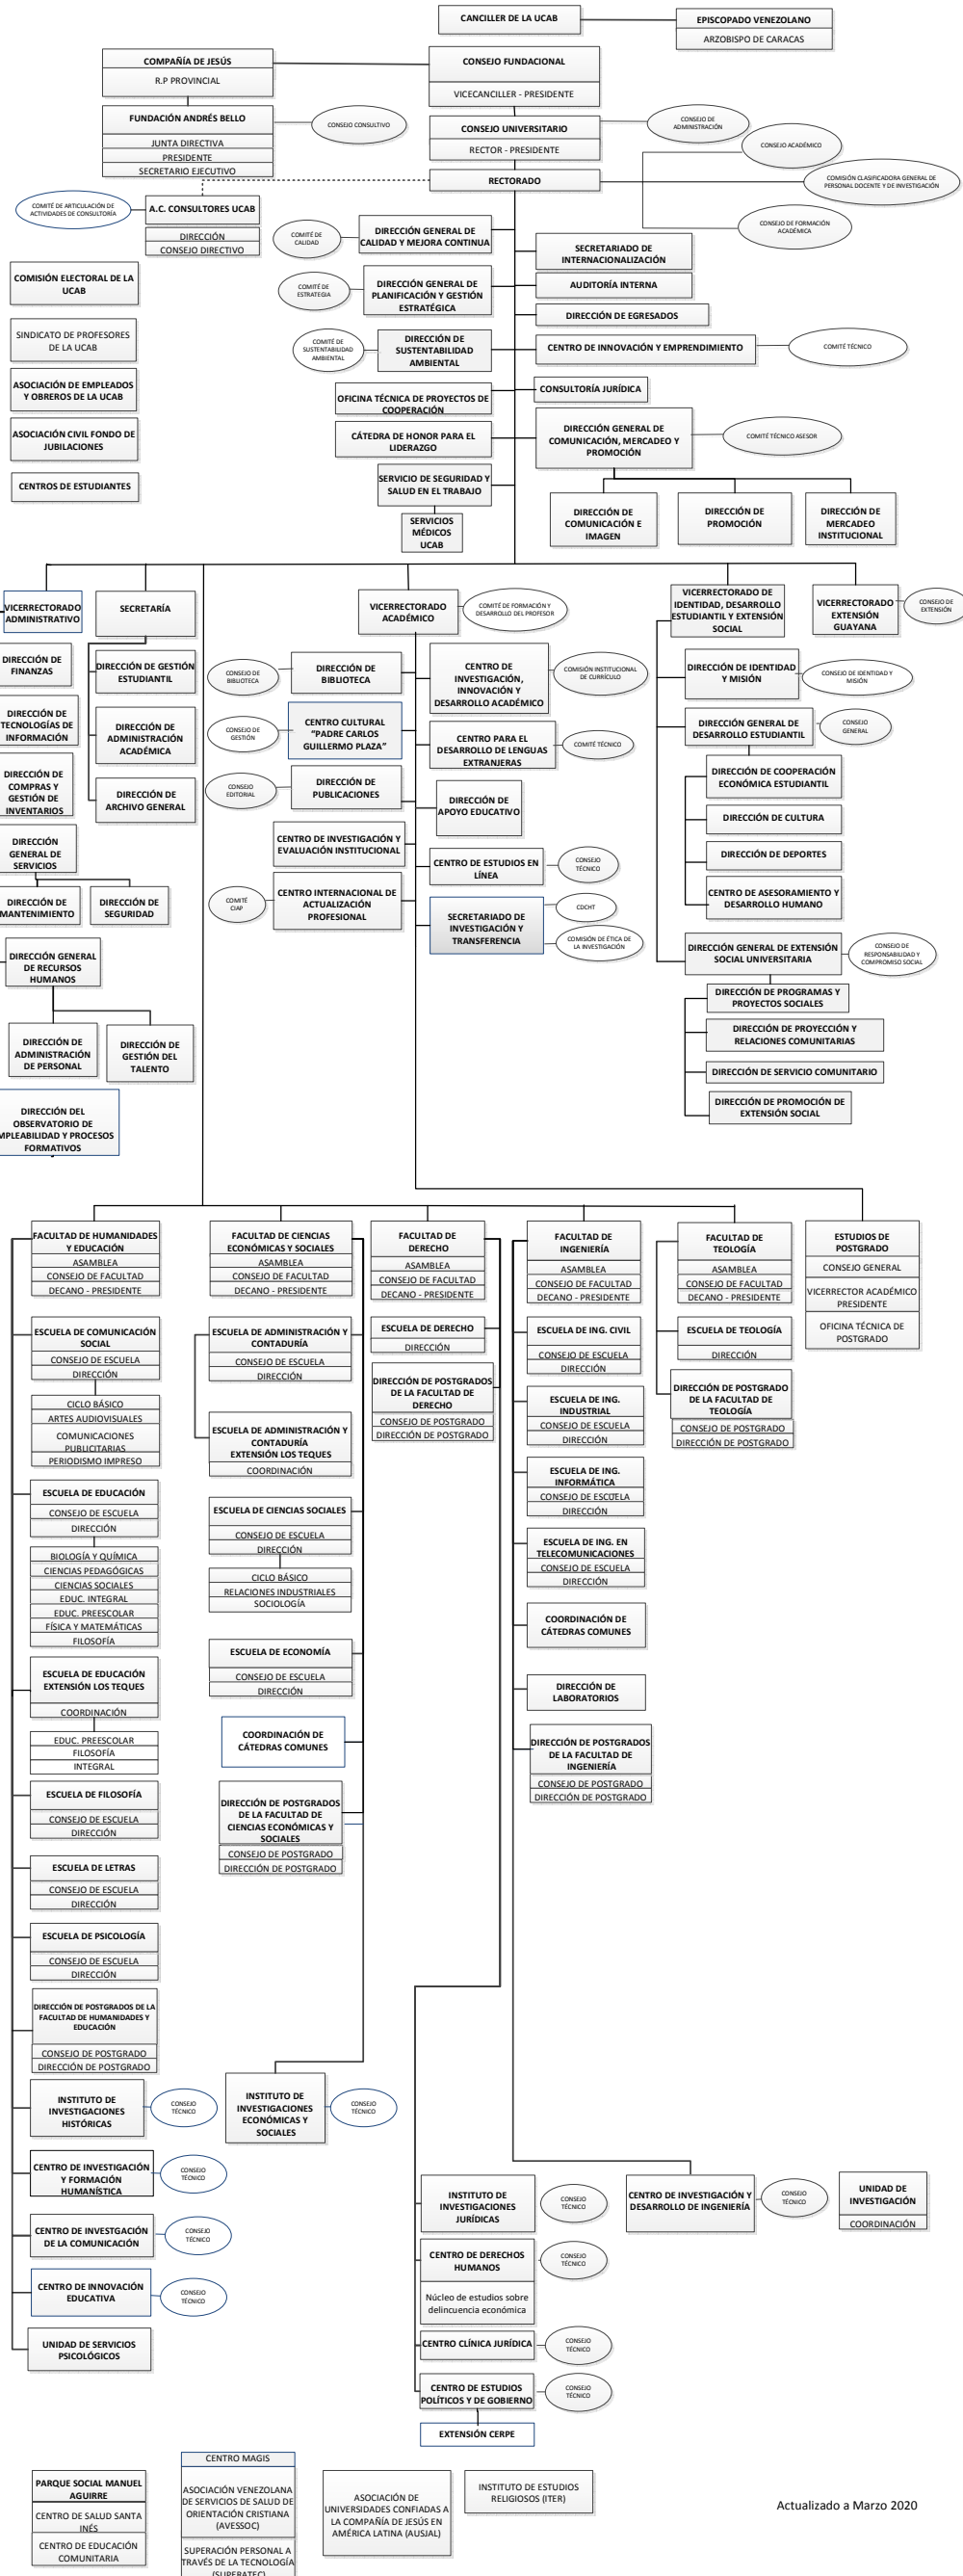 CANCILLER DE LA UCAB
EPISCOPADO VENEZOLANO
ARZOBISPO DE CARACAS
COMPAÑÍA DE JESÚS
R.P PROVINCIAL
CONSEJO FUNDACIONAL
VICECANCILLER - PRESIDENTE
FUNDACIÓN ANDRÉS BELLO
JUNTA DIRECTIVA
PRESIDENTE
SECRETARIO EJECUTIVO
CONSEJO CONSULTIVO
CONSEJO UNIVERSITARIO
RECTOR - PRESIDENTE
CONSEJO DE
ADMINISTRACIÓN
CONSEJO ACADÉMICO
RECTORADO
COMISIÓN CLASIFICADORA GENERAL DE
PERSONAL DOCENTE Y DE INVESTIGACIÓN
CONSEJO DE FORMACIÓN
ACADÉMICA
COMITÉ DE ARTICULACIÓN DE
ACTIVIDADES DE CONSULTORÍA
A.C. CONSULTORES UCAB
DIRECCIÓN
CONSEJO DIRECTIVO
COMITÉ DE
CALIDAD
DIRECCIÓN GENERAL DE
CALIDAD Y MEJORA CONTINUA
SECRETARIADO DE
INTERNACIONALIZACIÓN
COMISIÓN ELECTORAL DE LA
UCAB
COMITÉ DE
ESTRATEGIA
DIRECCIÓN GENERAL DE
PLANIFICACIÓN Y GESTIÓN
ESTRATÉGICA
AUDITORÍA INTERNA
DIRECCIÓN DE EGRESADOS
SINDICATO DE PROFESORES
DE LA UCAB
COMITÉ DE
SUSTENTABILIDAD
AMBIENTAL
DIRECCIÓN DE
SUSTENTABILIDAD
AMBIENTAL
CENTRO DE INNOVACIÓN Y EMPRENDIMIENTO
COMITÉ TÉCNICO
ASOCIACIÓN DE EMPLEADOS
Y OBREROS DE LA UCAB
OFICINA TÉCNICA DE PROYECTOS DE
COOPERACIÓN
CONSULTORÍA JURÍDICA
ASOCIACIÓN CIVIL FONDO DE
JUBILACIONES
CÁTEDRA DE HONOR PARA EL
LIDERAZGO
DIRECCIÓN GENERAL DE
COMUNICACIÓN, MERCADEO Y
PROMOCIÓN
COMITÉ TÉCNICO ASESOR
CENTROS DE ESTUDIANTES
SERVICIO DE SEGURIDAD Y
SALUD EN EL TRABAJO
SERVICIOS
MÉDICOS
UCAB
DIRECCIÓN DE
COMUNICACIÓN E
IMAGEN
DIRECCIÓN DE
PROMOCIÓN
DIRECCIÓN DE
MERCADEO
INSTITUCIONAL
VICERRECTORADO
ADMINISTRATIVO
SECRETARÍA
VICERRECTORADO
ACADÉMICO
COMITÉ DE FORMACIÓN Y
DESARROLLO DEL PROFESOR
VICERRECTORADO DE
IDENTIDAD, DESARROLLO
ESTUDIANTIL Y EXTENSIÓN
SOCIAL
VICERRECTORADO
EXTENSIÓN
GUAYANA
CONSEJO DE
EXTENSIÓN
DIRECCIÓN DE
FINANZAS
DIRECCIÓN DE GESTIÓN
ESTUDIANTIL
CONSEJO DE
BIBLIOTECA
DIRECCIÓN DE
BIBLIOTECA
CENTRO DE
INVESTIGACIÓN,
INNOVACIÓN Y
DESARROLLO ACADÉMICO
COMISIÓN INSTITUCIONAL
DE CURRÍCULO
DIRECCIÓN DE IDENTIDAD
Y MISIÓN
CONSEJO DE IDENTIDAD Y
MISIÓN
DIRECCIÓN DE
TECNOLOGÍAS DE
INFORMACIÓN
DIRECCIÓN DE
ADMINISTRACIÓN
ACADÉMICA
CONSEJO DE
GESTIÓN
CENTRO CULTURAL
“PADRE CARLOS
GUILLERMO PLAZA”
CENTRO PARA EL
DESARROLLO DE LENGUAS
EXTRANJERAS
COMITÉ TÉCNICO
DIRECCIÓN GENERAL DE
DESARROLLO ESTUDIANTIL
CONSEJO
GENERAL
DIRECCIÓN DE
COMPRAS Y
GESTIÓN DE
INVENTARIOS
DIRECCIÓN DE
ARCHIVO GENERAL
CONSEJO
EDITORIAL
DIRECCIÓN DE
PUBLICACIONES
DIRECCIÓN DE
APOYO EDUCATIVO
DIRECCIÓN DE COOPERACIÓN
ECONÓMICA ESTUDIANTIL
DIRECCIÓN DE CULTURA
DIRECCIÓN
GENERAL DE
SERVICIOS
CENTRO DE INVESTIGACIÓN Y
EVALUACIÓN INSTITUCIONAL
CENTRO DE ESTUDIOS EN
LÍNEA
CONSEJO
TÉCNICO
DIRECCIÓN DE DEPORTES
DIRECCIÓN DE
MANTENIMIENTO
DIRECCIÓN DE
SEGURIDAD
COMITÉ
CIAP
CENTRO INTERNACIONAL DE
ACTUALIZACIÓN
PROFESIONAL
SECRETARIADO DE
INVESTIGACIÓN Y
TRANSFERENCIA
CDCHT
COMISIÓN DE ÉTICA DE
LA INVESTIGACIÓN
CENTRO DE ASESORAMIENTO Y
DESARROLLO HUMANO
DIRECCIÓN GENERAL
DE RECURSOS
HUMANOS
DIRECCIÓN GENERAL DE EXTENSIÓN
SOCIAL UNIVERSITARIA
CONSEJO DE
RESPONSABILIDAD Y
COMPROMISO SOCIAL
DIRECCIÓN DE PROGRAMAS Y
PROYECTOS SOCIALES
DIRECCIÓN DE
ADMINISTRACIÓN
DE PERSONAL
DIRECCIÓN DE
GESTIÓN DEL
TALENTO
DIRECCIÓN DE PROYECCIÓN Y
RELACIONES COMUNITARIAS
DIRECCIÓN DE SERVICIO COMUNITARIO
DIRECCIÓN DE PROMOCIÓN DE
EXTENSIÓN SOCIAL
DIRECCIÓN DEL
OBSERVATORIO DE
MPLEABILIDAD Y PROCESOS
FORMATIVOS
FACULTAD DE HUMANIDADES
Y EDUCACIÓN
ASAMBLEA
CONSEJO DE FACULTAD
DECANO - PRESIDENTE
FACULTAD DE CIENCIAS
ECONÓMICAS Y SOCIALES
ASAMBLEA
CONSEJO DE FACULTAD
DECANO - PRESIDENTE
FACULTAD DE
DERECHO
ASAMBLEA
CONSEJO DE FACULTAD
DECANO - PRESIDENTE
FACULTAD DE
INGENIERÍA
ASAMBLEA
CONSEJO DE FACULTAD
DECANO - PRESIDENTE
FACULTAD DE
TEOLOGÍA
ASAMBLEA
CONSEJO DE FACULTAD
DECANO - PRESIDENTE
ESTUDIOS DE
POSTGRADO
CONSEJO GENERAL
VICERRECTOR ACADÉMICO
PRESIDENTE
OFICINA TÉCNICA DE
POSTGRADO
ESCUELA DE COMUNICACIÓN
SOCIAL
CONSEJO DE ESCUELA
DIRECCIÓN
CICLO BÁSICO
ARTES AUDIOVISUALES
COMUNICACIONES
PUBLICITARIAS
PERIODISMO IMPRESO
ESCUELA DE EDUCACIÓN
CONSEJO DE ESCUELA
DIRECCIÓN
BIOLOGÍA Y QUÍMICA
CIENCIAS PEDAGÓGICAS
CIENCIAS SOCIALES
EDUC. INTEGRAL
EDUC. PREESCOLAR
FÍSICA Y MATEMÁTICAS
FILOSOFÍA
ESCUELA DE EDUCACIÓN
EXTENSIÓN LOS TEQUES
COORDINACIÓN
EDUC. PREESCOLAR
FILOSOFÍA
INTEGRAL
ESCUELA DE FILOSOFÍA
CONSEJO DE ESCUELA
DIRECCIÓN
ESCUELA DE LETRAS
CONSEJO DE ESCUELA
DIRECCIÓN
ESCUELA DE PSICOLOGÍA
CONSEJO DE ESCUELA
DIRECCIÓN
DIRECCIÓN DE POSTGRADOS DE LA
FACULTAD DE HUMANIDADES Y
EDUCACIÓN
CONSEJO DE POSTGRADO
DIRECCIÓN DE POSTGRADO
INSTITUTO DE
INVESTIGACIONES
HISTÓRICAS
CONSEJO
TÉCNICO
CENTRO DE INVESTIGACIÓN
Y FORMACIÓN
HUMANÍSTICA
CONSEJO
TÉCNICO
CENTRO DE INVESTGACIÓN
DE LA COMUNICACIÓN
CONSEJO
TÉCNICO
CENTRO DE INNOVACIÓN
EDUCATIVA
CONSEJO
TÉCNICO
UNIDAD DE SERVICIOS
PSICOLÓGICOS
ESCUELA DE ADMINISTRACIÓN Y
CONTADURÍA
CONSEJO DE ESCUELA
DIRECCIÓN
ESCUELA DE ADMINISTRACIÓN Y
CONTADURÍA
EXTENSIÓN LOS TEQUES
COORDINACIÓN
ESCUELA DE CIENCIAS SOCIALES
CONSEJO DE ESCUELA
DIRECCIÓN
CICLO BÁSICO
RELACIONES INDUSTRIALES
SOCIOLOGÍA
ESCUELA DE ECONOMÍA
CONSEJO DE ESCUELA
DIRECCIÓN
COORDINACIÓN DE
CÁTEDRAS COMUNES
DIRECCIÓN DE POSTGRADOS
DE LA FACULTAD DE
CIENCIAS ECONÓMICAS Y
SOCIALES
CONSEJO DE POSTGRADO
DIRECCIÓN DE POSTGRADO
INSTITUTO DE
INVESTIGACIONES
ECONÓMICAS Y
SOCIALES
CONSEJO
TÉCNICO
ESCUELA DE DERECHO
DIRECCIÓN
DIRECCIÓN DE POSTGRADOS
DE LA FACULTAD DE
DERECHO
CONSEJO DE POSTGRADO
DIRECCIÓN DE POSTGRADO
ESCUELA DE ING. CIVIL
CONSEJO DE ESCUELA
DIRECCIÓN
ESCUELA DE ING.
INDUSTRIAL
CONSEJO DE ESCUELA
DIRECCIÓN
ESCUELA DE ING.
INFORMÁTICA
CONSEJO DE ESCUELA
DIRECCIÓN
ESCUELA DE ING. EN
TELECOMUNICACIONES
CONSEJO DE ESCUELA
DIRECCIÓN
COORDINACIÓN DE
CÁTEDRAS COMUNES
DIRECCIÓN DE
LABORATORIOS
DIRECCIÓN DE POSTGRADOS
DE LA FACULTAD DE
INGENIERÍA
CONSEJO DE POSTGRADO
DIRECCIÓN DE POSTGRADO
ESCUELA DE TEOLOGÍA
DIRECCIÓN
DIRECCIÓN DE POSTGRADO
DE LA FACULTAD DE
TEOLOGÍA
CONSEJO DE POSTGRADO
DIRECCIÓN DE POSTGRADO
INSTITUTO DE
INVESTIGACIONES
JURÍDICAS
CONSEJO
TÉCNICO
CENTRO DE DERECHOS
HUMANOS
Núcleo de estudios sobre
delincuencia económica
CONSEJO
TÉCNICO
CENTRO CLÍNICA JURÍDICA
CONSEJO
TÉCNICO
CENTRO DE ESTUDIOS
POLÍTICOS Y DE GOBIERNO
CONSEJO
TÉCNICO
EXTENSIÓN CERPE
CENTRO DE INVESTIGACIÓN Y
DESARROLLO DE INGENIERÍA
CONSEJO
TÉCNICO
UNIDAD DE
INVESTIGACIÓN
COORDINACIÓN
PARQUE SOCIAL MANUEL
AGUIRRE
CENTRO DE SALUD SANTA
INÉS
CENTRO DE EDUCACIÓN
COMUNITARIA
CENTRO MAGIS
ASOCIACIÓN VENEZOLANA
DE SERVICIOS DE SALUD DE
ORIENTACIÓN CRISTIANA
(AVESSOC)
SUPERACIÓN PERSONAL A
TRAVÉS DE LA TECNOLOGÍA
(SUPERATEC)
ASOCIACIÓN DE
UNIVERSIDADES CONFIADAS A
LA COMPAÑÍA DE JESÚS EN
AMÉRICA LATINA (AUSJAL)
INSTITUTO DE ESTUDIOS
RELIGIOSOS (ITER)
Actualizado a Marzo 2020